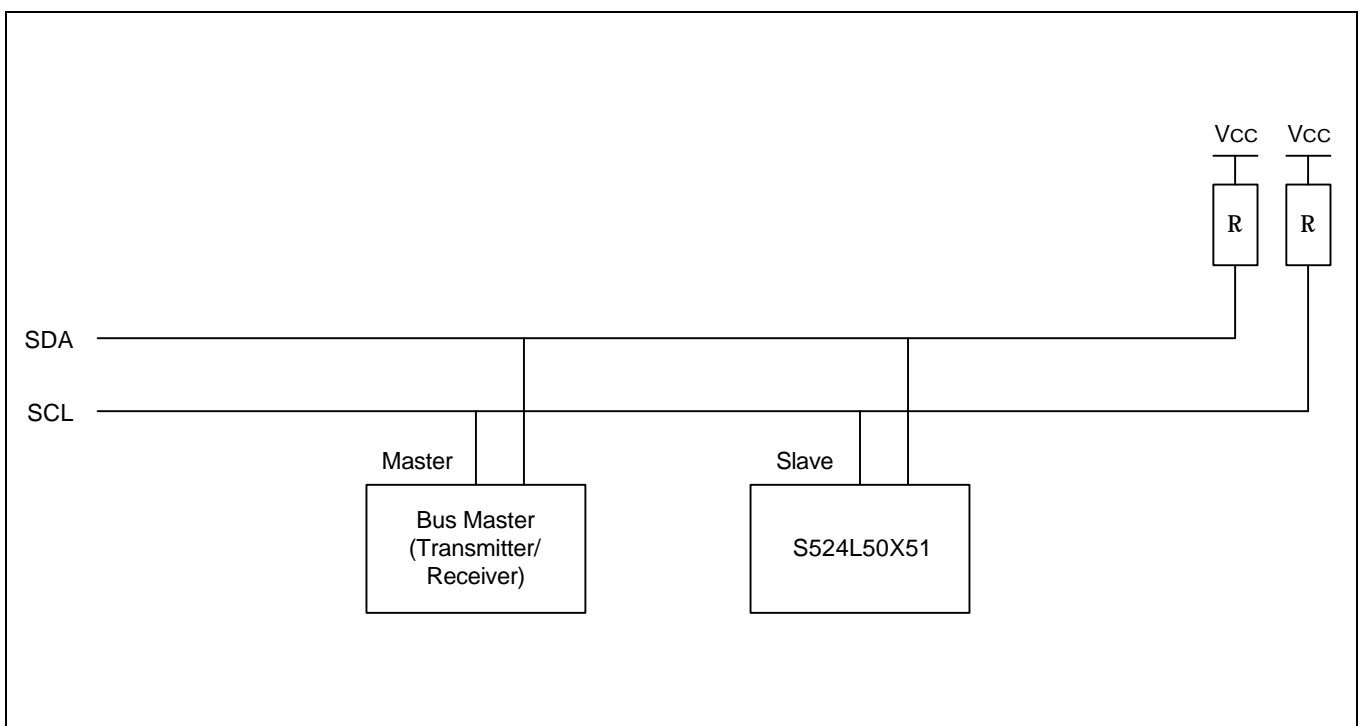 VCC VCC
R R
SDA
SCL
Master
Slave
Bus Master
(Transmitter/
Receiver)
S524L50X51